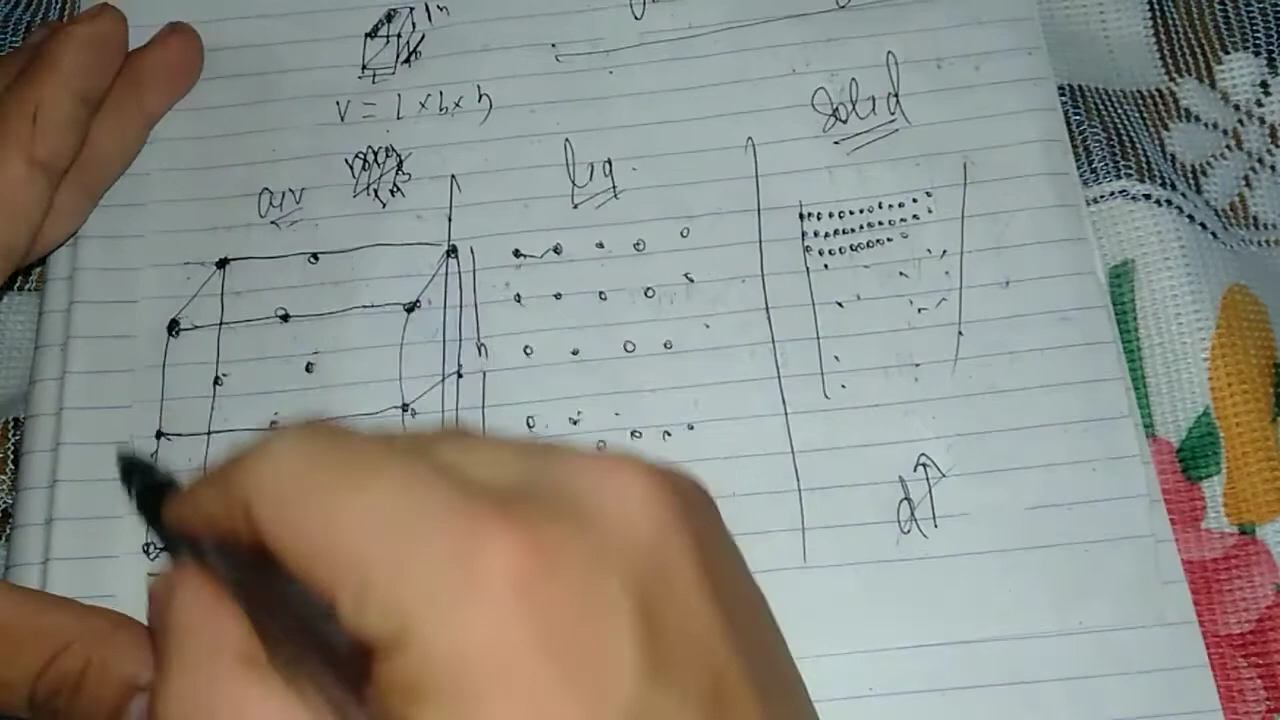 V = l × b × h
air
liq.
solid
h
d↑